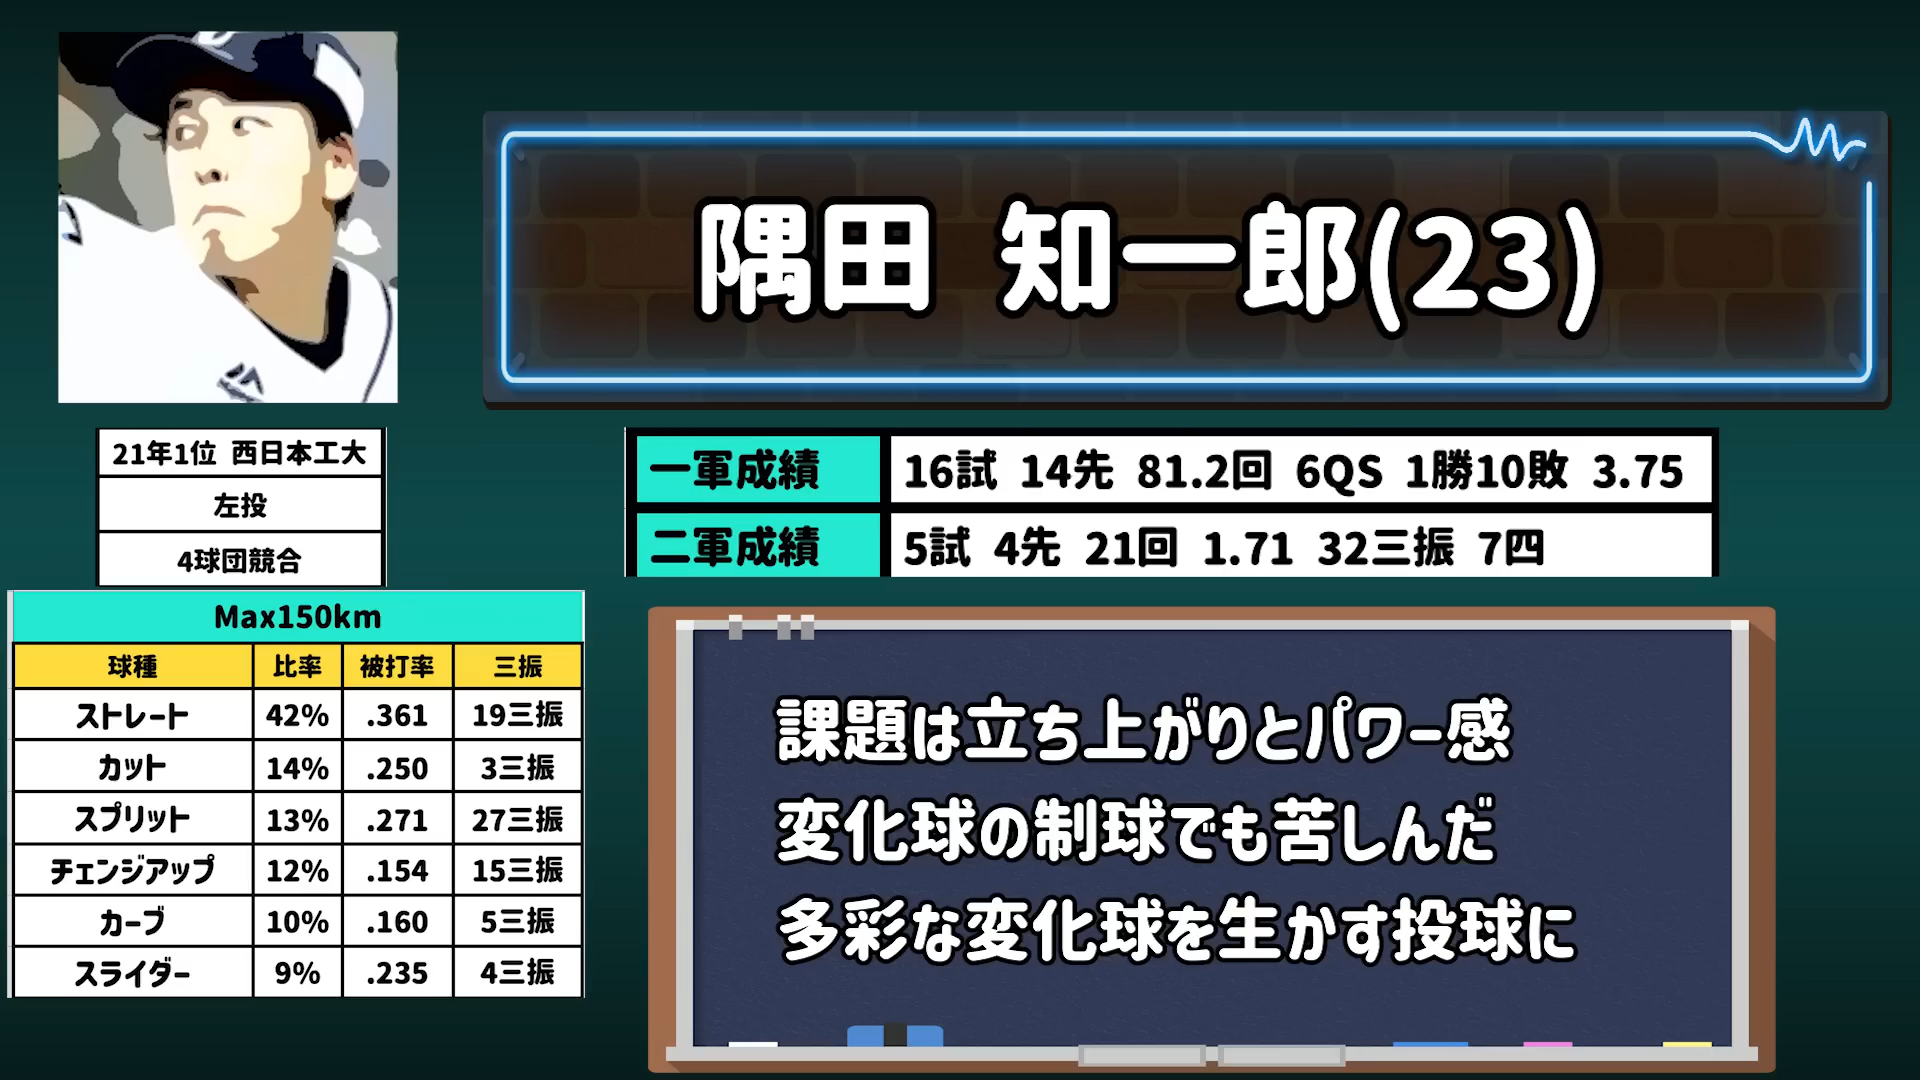 隅田 知一郎(23)
21年1位 西日本工大
左投
4球団競合
一軍成績 16試 14先 81.2回 6QS 1勝10敗 3.75
二軍成績 5試 4先 21回 1.71 32三振 7四
Max150km
球種 比率 被打率 三振
ストレート 42% .361 19三振
カット 14% .250 3三振
スプリット 13% .271 27三振
チェンジアップ 12% .154 15三振
カーブ 10% .160 5三振
スライダー 9% .235 4三振
課題は立ち上がりとパワー感
変化球の制球でも苦しんだ
多彩な変化球を生かす投球に